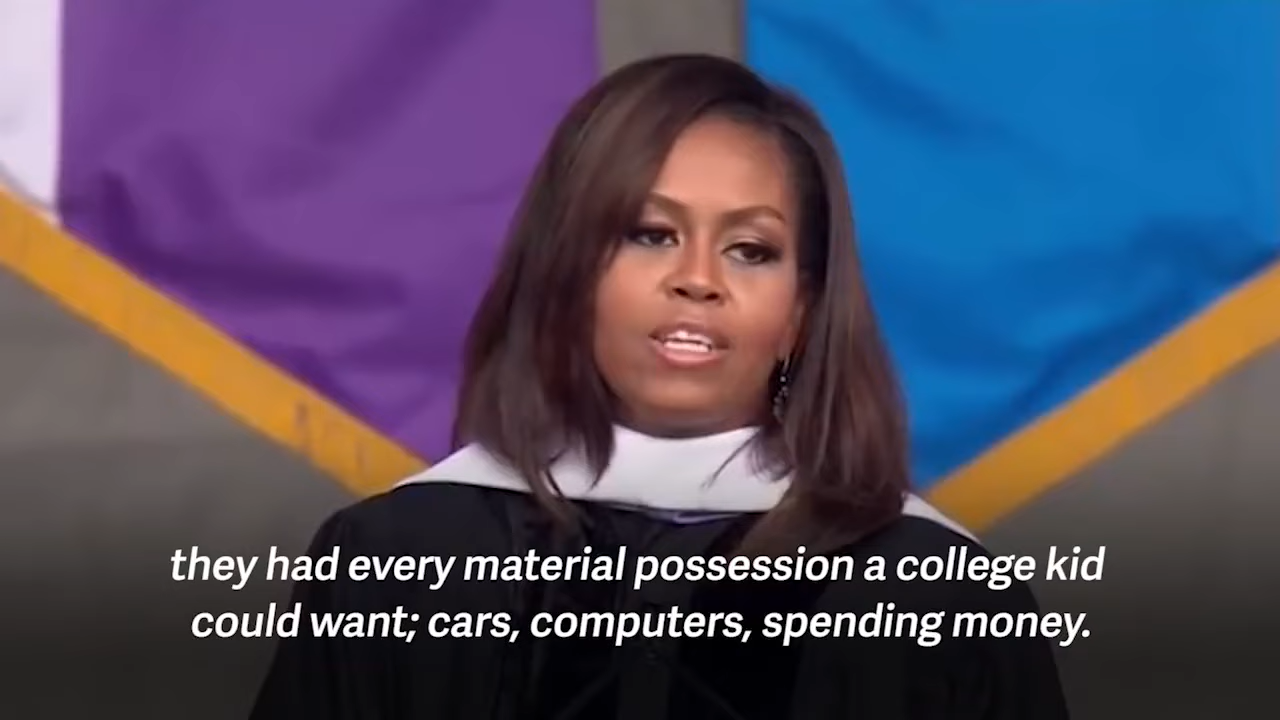 they had every material possession a college kid
could want; cars, computers, spending money.